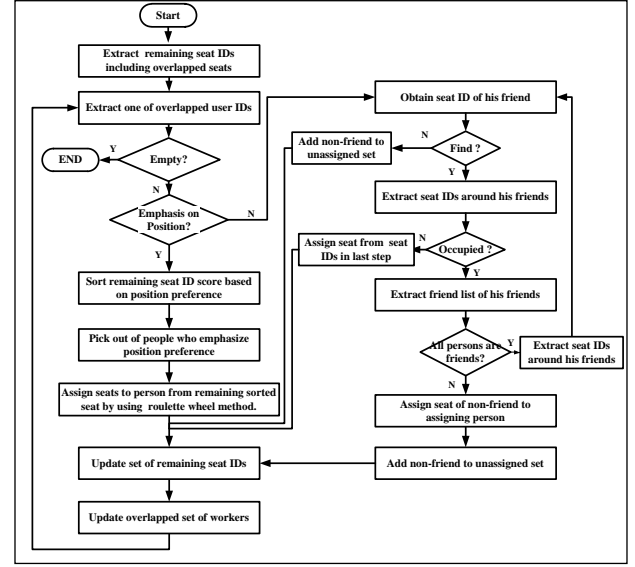 Start
Extract remaining seat IDs
including overlapped seats
Extract one of overlapped user IDs
Y
END
Empty?
N
Emphasis on
Position?
N
Y
Sort remaining seat ID score based
on position preference
Pick out of people who emphasize
position preference
Assign seats to person from remaining sorted
seat by using roulette wheel method.
Update set of remaining seat IDs
Update overlapped set of workers
Obtain seat ID of his friend
N
Find ?
Add non-friend to
unassigned set
Y
Extract seat IDs around his friends
Assign seat from seat
IDs in last step
N
Occupied ?
Y
Extract friend list of his friends
All persons are
friends?
Y
Extract seat IDs
around his friends
N
Assign seat of non-friend to
assigning person
Add non-friend to unassigned set